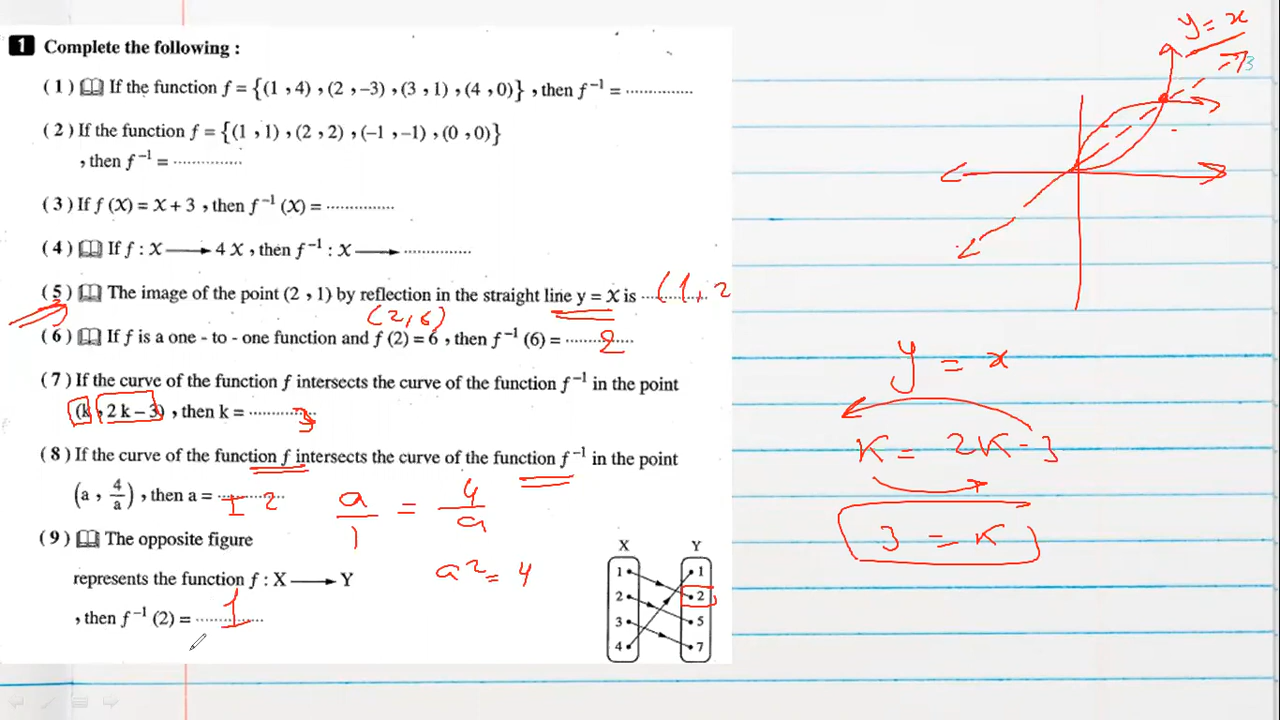 1 Complete the following :
(1) If the function f = {(1 , 4) , (2 , −3) , (3 , 1) , (4 , 0)} , then f⁻¹ = ...............
(2) If the function f = {(1 , 1) , (2 , 2) , (−1 , −1) , (0 , 0)}
, then f⁻¹ = ...............
(3) If f (X) = X + 3 , then f⁻¹ (X) = ...............
(4) If f : X ⟶ 4 X , then f⁻¹ : X ⟶ ...............
(5) The image of the point (2 , 1) by reflection in the straight line y = X is ............... (1, 2
(2, 6)
(6) If f is a one - to - one function and f (2) = 6 , then f⁻¹ (6) = ............... 2
(7) If the curve of the function f intersects the curve of the function f⁻¹ in the point
(k , 2 k − 3) , then k = ............... 3
(8) If the curve of the function f intersects the curve of the function f⁻¹ in the point
(a , 4/a) , then a = ............... ± 2
a/1 = 4/a
a² = 4
(9) The opposite figure
represents the function f : X ⟶ Y
, then f⁻¹ (2) = ............... 1
X Y
1 1
2 2
3 5
4 7
y = x
y = x
K = 2K - 3
3 = K